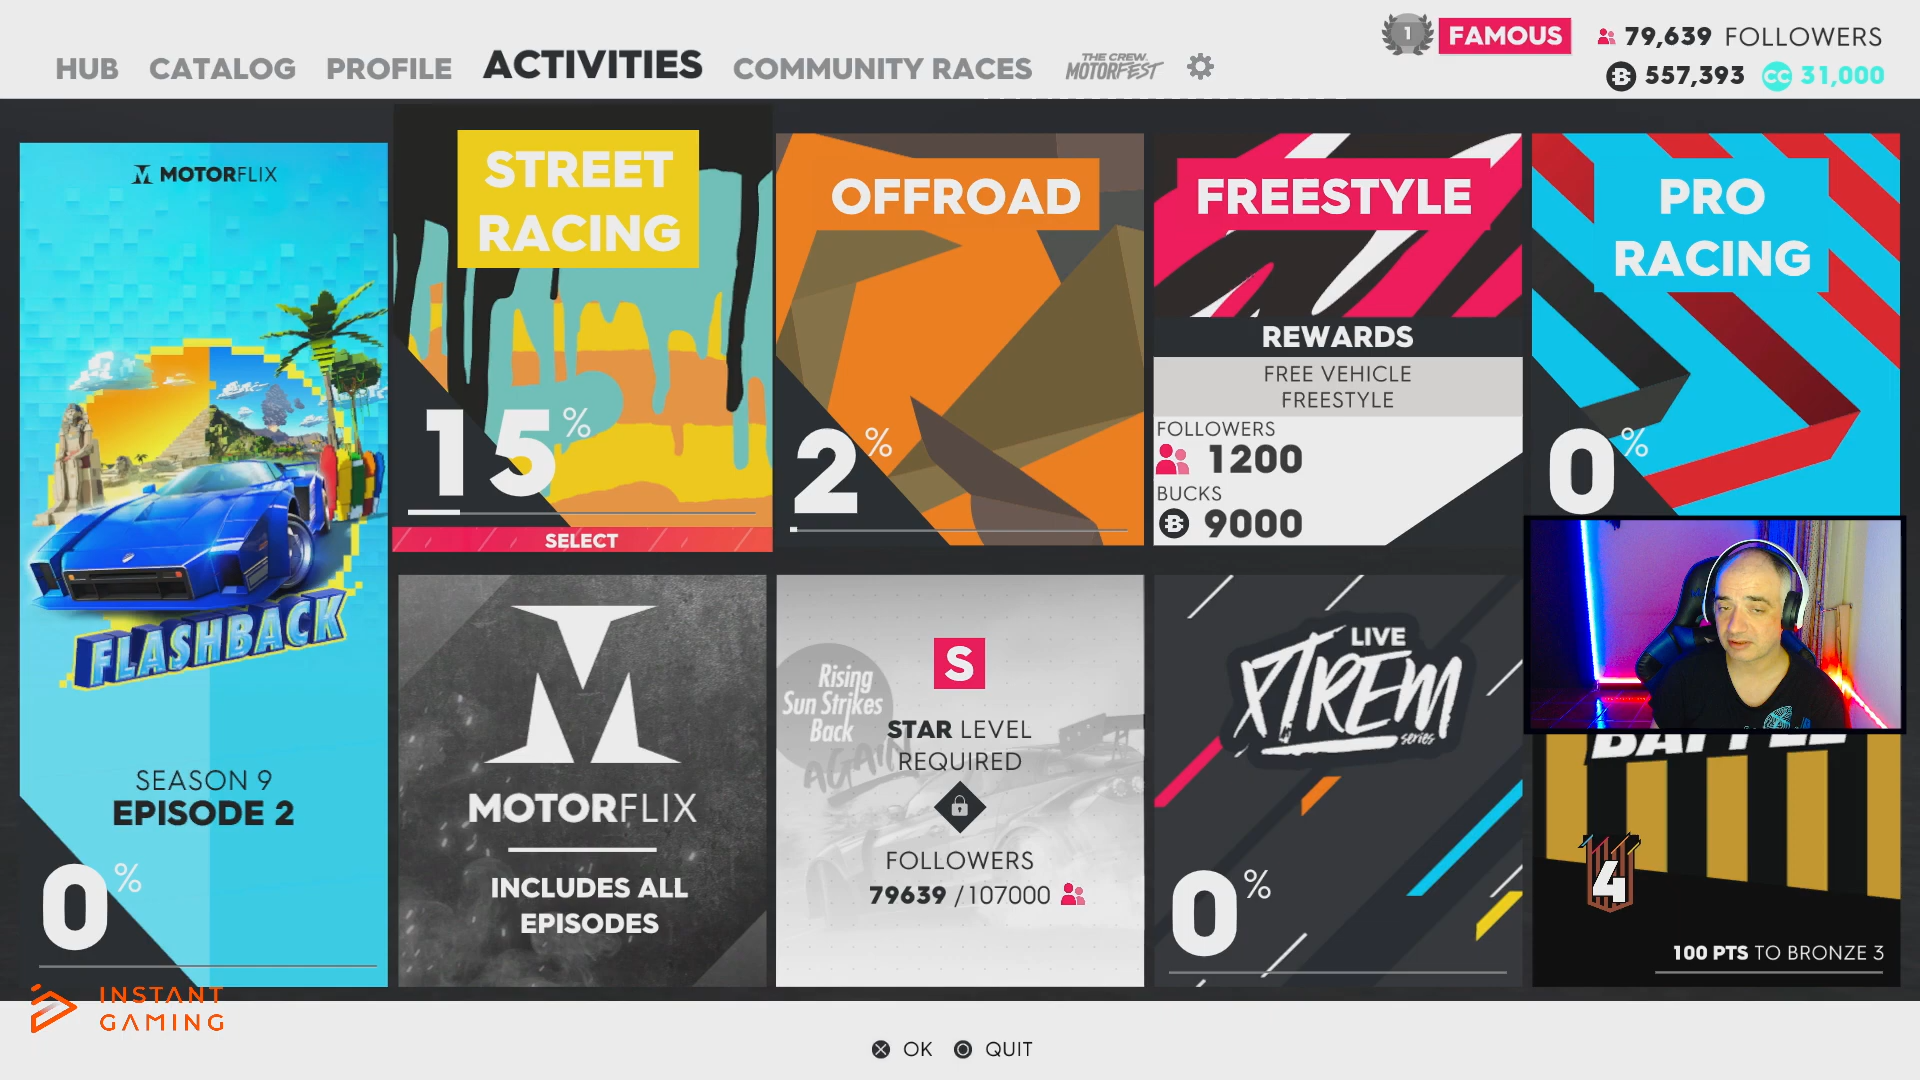 HUB CATALOG PROFILE ACTIVITIES COMMUNITY RACES THE CREW MOTORFEST
1 FAMOUS 79,639 FOLLOWERS
557,393 CC 31,000
MOTORFLIX
FLASHBACK
SEASON 9
EPISODE 2
0%
STREET
RACING
15%
SELECT
OFFROAD
2%
FREESTYLE
REWARDS
FREE VEHICLE
FREESTYLE
FOLLOWERS
1200
BUCKS
9000
PRO
RACING
0%
MOTORFLIX
INCLUDES ALL
EPISODES
Rising
Sun Strikes
Back
AGAIN
S
STAR LEVEL
REQUIRED
FOLLOWERS
79639 /107000
LIVE
XTREM
series
0%
BATTLE
4
100 PTS TO BRONZE 3
INSTANT
GAMING
OK QUIT